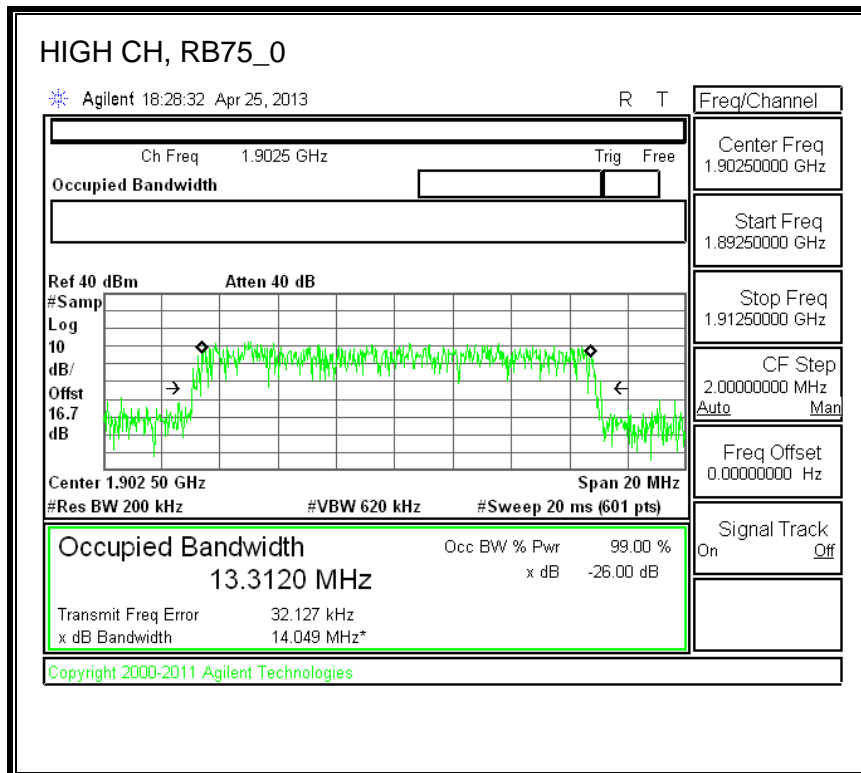 HIGH CH, RB75_0
Agilent 18:28:32 Apr 25, 2013 R T
Freq/Channel
Ch Freq 1.9025 GHz Trig Free
Occupied Bandwidth
Center Freq
1.90250000 GHz
Start Freq
1.89250000 GHz
Stop Freq
1.91250000 GHz
CF Step
2.00000000 MHz
Auto Man
Freq Offset
0.00000000 Hz
Signal Track
On Off
Ref 40 dBm Atten 40 dB
#Samp
Log
10
dB/
Offst
16.7
dB
Center 1.902 50 GHz Span 20 MHz
#Res BW 200 kHz #VBW 620 kHz #Sweep 20 ms (601 pts)
Occupied Bandwidth Occ BW % Pwr 99.00 %
13.3120 MHz x dB -26.00 dB
Transmit Freq Error 32.127 kHz
x dB Bandwidth 14.049 MHz*
Copyright 2000-2011 Agilent Technologies